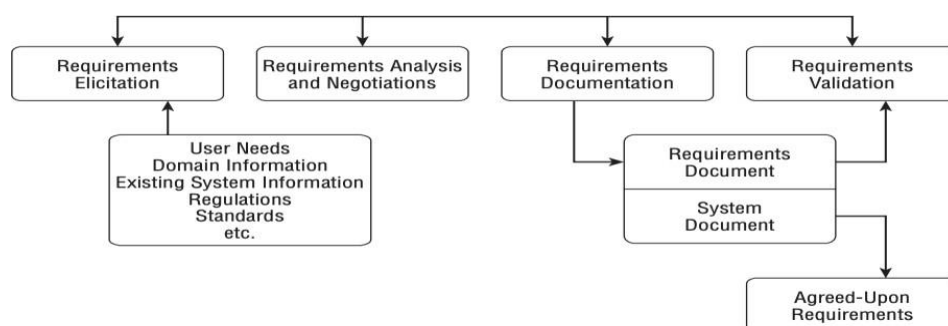 Requirements
Elicitation
Requirements Analysis
and Negotiations
Requirements
Documentation
Requirements
Validation
User Needs
Domain Information
Existing System Information
Regulations
Standards
etc.
Requirements
Document
System
Document
Agreed-Upon
Requirements